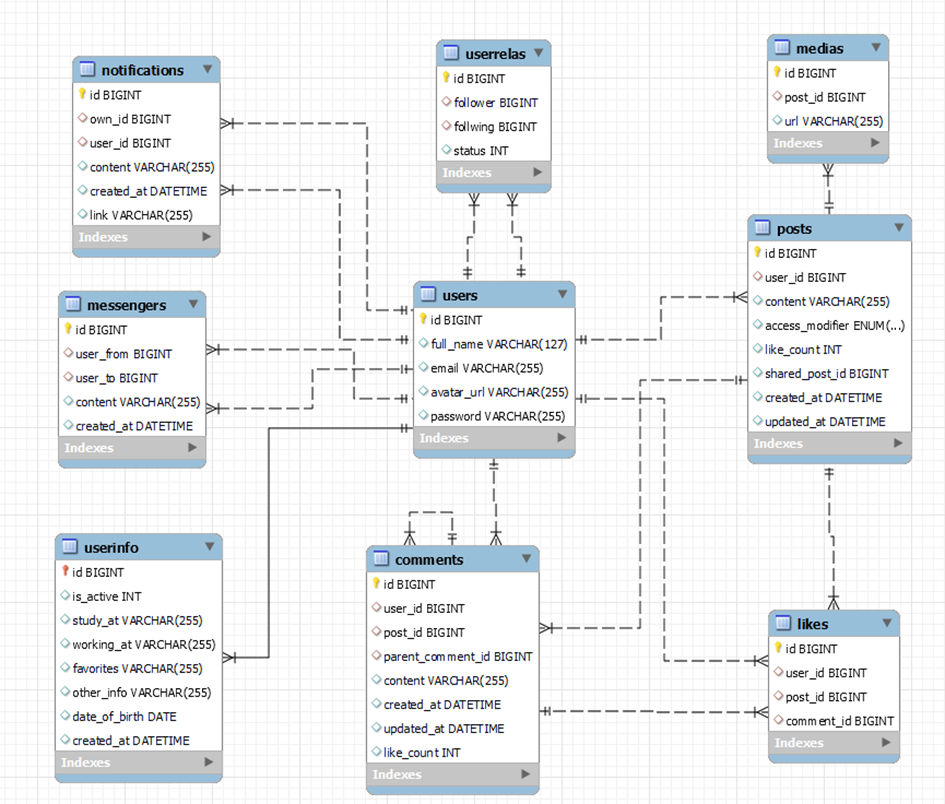 notifications
id BIGINT
own_id BIGINT
user_id BIGINT
content VARCHAR(255)
created_at DATETIME
link VARCHAR(255)
Indexes
userrelas
id BIGINT
follower BIGINT
follwing BIGINT
status INT
Indexes
medias
id BIGINT
post_id BIGINT
url VARCHAR(255)
Indexes
messengers
id BIGINT
user_from BIGINT
user_to BIGINT
content VARCHAR(255)
created_at DATETIME
Indexes
users
id BIGINT
full_name VARCHAR(127)
email VARCHAR(255)
avatar_url VARCHAR(255)
password VARCHAR(255)
Indexes
posts
id BIGINT
user_id BIGINT
content VARCHAR(255)
access_modifier ENUM(...)
like_count INT
shared_post_id BIGINT
created_at DATETIME
updated_at DATETIME
Indexes
userinfo
id BIGINT
is_active INT
study_at VARCHAR(255)
working_at VARCHAR(255)
favorites VARCHAR(255)
other_info VARCHAR(255)
date_of_birth DATE
created_at DATETIME
Indexes
comments
id BIGINT
user_id BIGINT
post_id BIGINT
parent_comment_id BIGINT
content VARCHAR(255)
created_at DATETIME
updated_at DATETIME
like_count INT
Indexes
likes
id BIGINT
user_id BIGINT
post_id BIGINT
comment_id BIGINT
Indexes